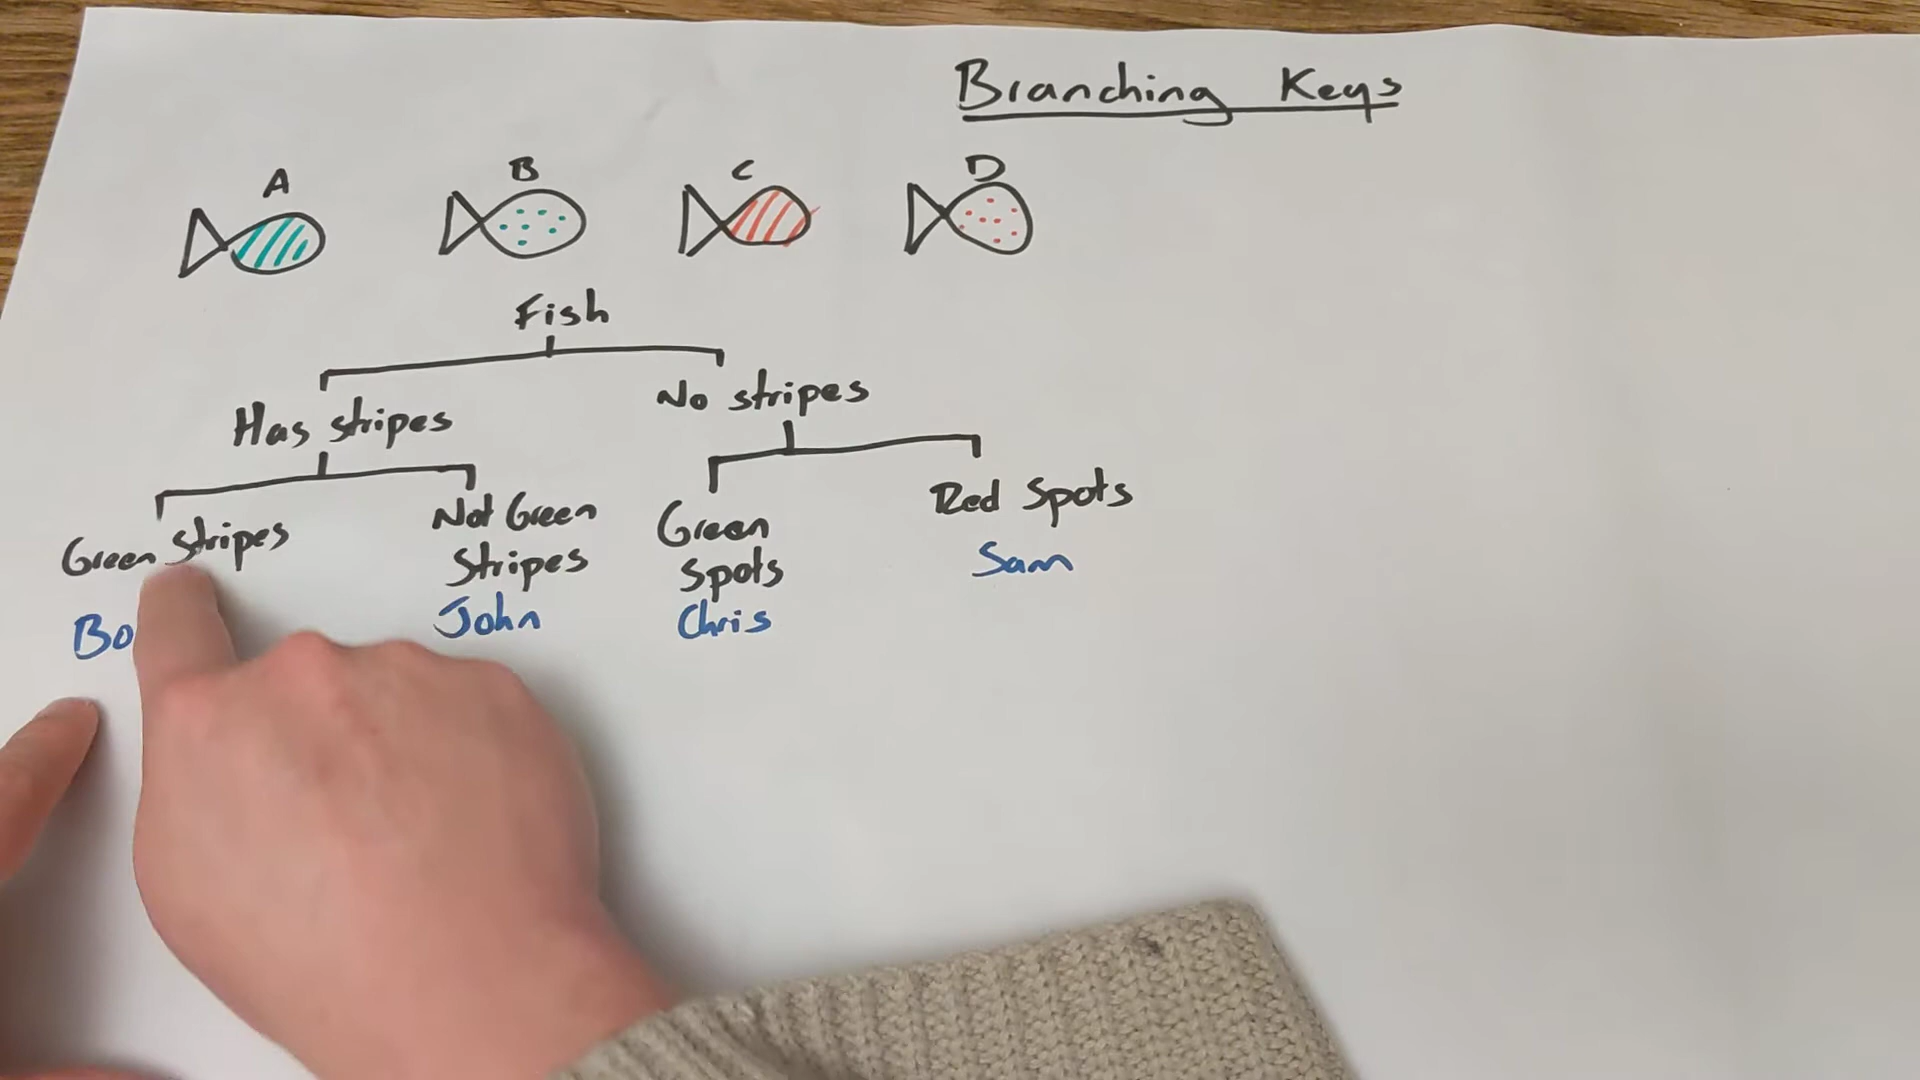 Branching Keys
A B C D
Fish
Has stripes
No stripes
Green stripes
Not Green
Stripes
Green
Spots
Red Spots
John
Chris
Sam